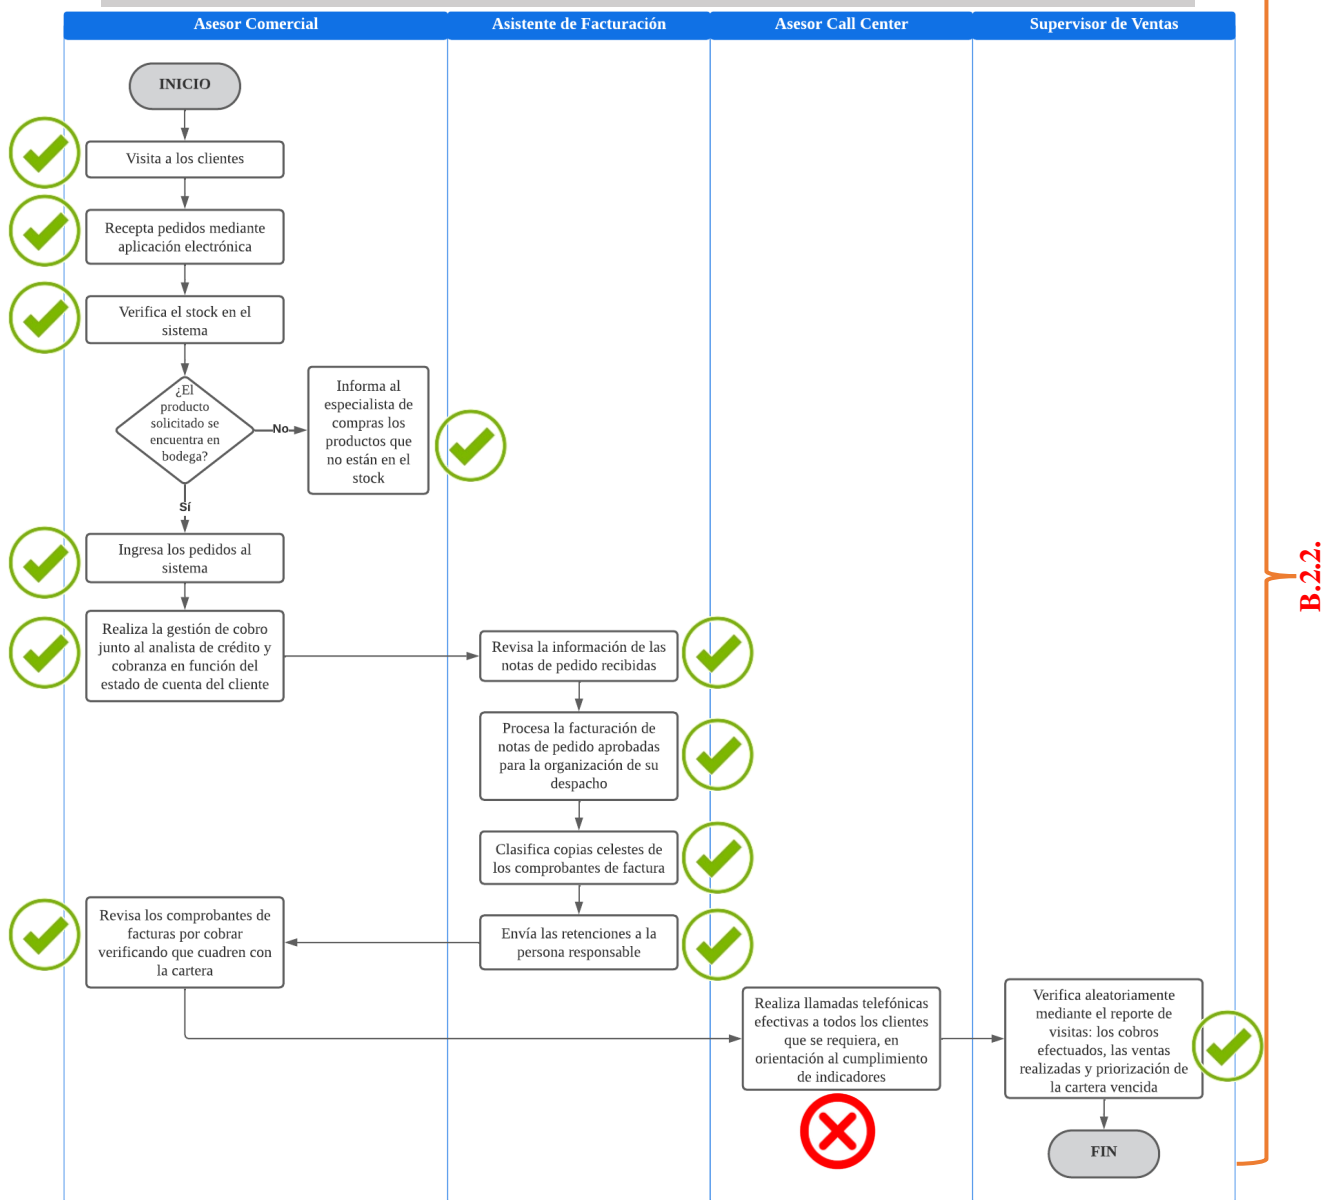 Asesor Comercial
Asistente de Facturación
Asesor Call Center
Supervisor de Ventas
INICIO
Visita a los clientes
Recepta pedidos mediante
aplicación electrónica
Verifica el stock en el
sistema
¿El
producto
solicitado se
encuentra en
bodega?
No
Informa al
especialista de
compras los
productos que
no están en el
stock
Sí
Ingresa los pedidos al
sistema
Realiza la gestión de cobro
junto al analista de crédito y
cobranza en función del
estado de cuenta del cliente
Revisa la información de las
notas de pedido recibidas
Procesa la facturación de
notas de pedido aprobadas
para la organización de su
despacho
Clasifica copias celestes de
los comprobantes de factura
Envía las retenciones a la
persona responsable
Revisa los comprobantes de
facturas por cobrar
verificando que cuadren con
la cartera
Realiza llamadas telefónicas
efectivas a todos los clientes
que se requiera, en
orientación al cumplimiento
de indicadores
Verifica aleatoriamente
mediante el reporte de
visitas: los cobros
efectuados, las ventas
realizadas y priorización de
la cartera vencida
FIN
B.2.2.